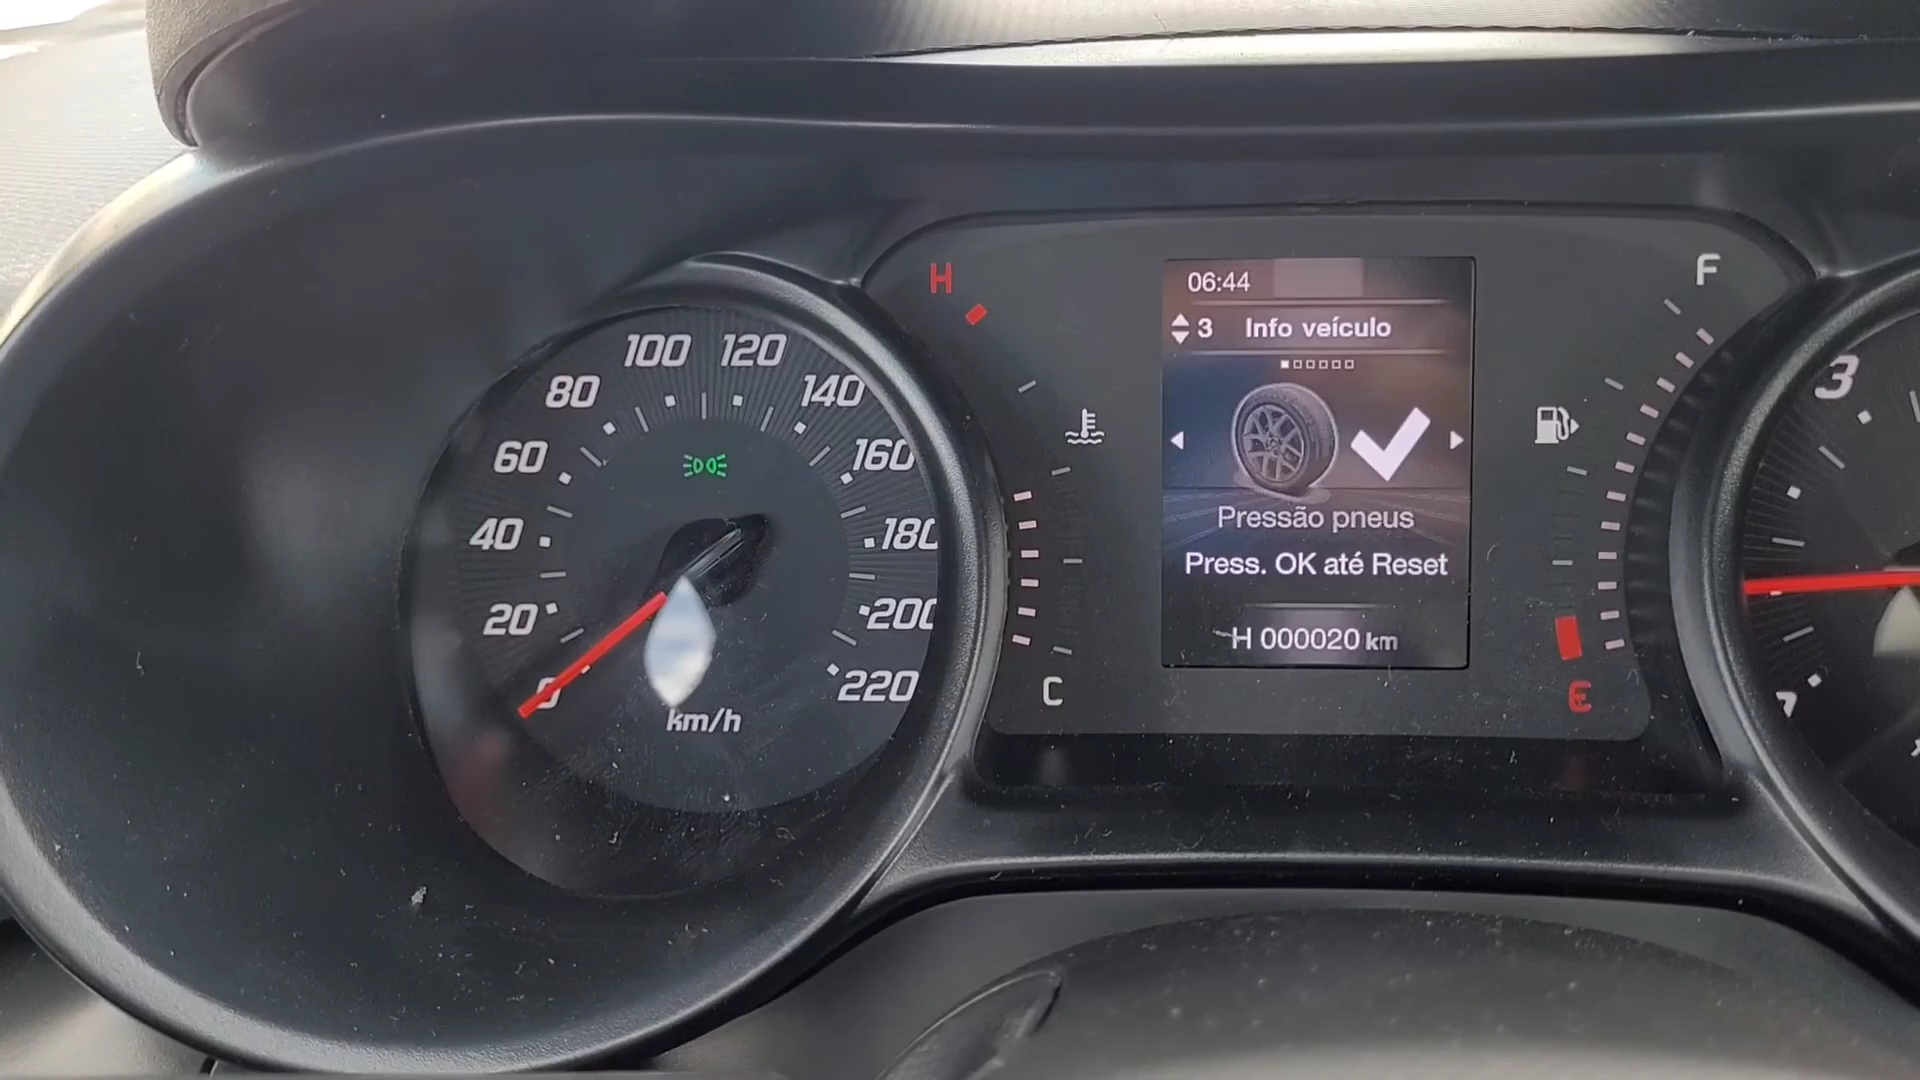 100 120
80 140
60 160
40 180
20 200
0 220
km/h
H
F
06:44
3 Info veículo
Pressão pneus
Press. OK até Reset
H 000020 km
C
E
3